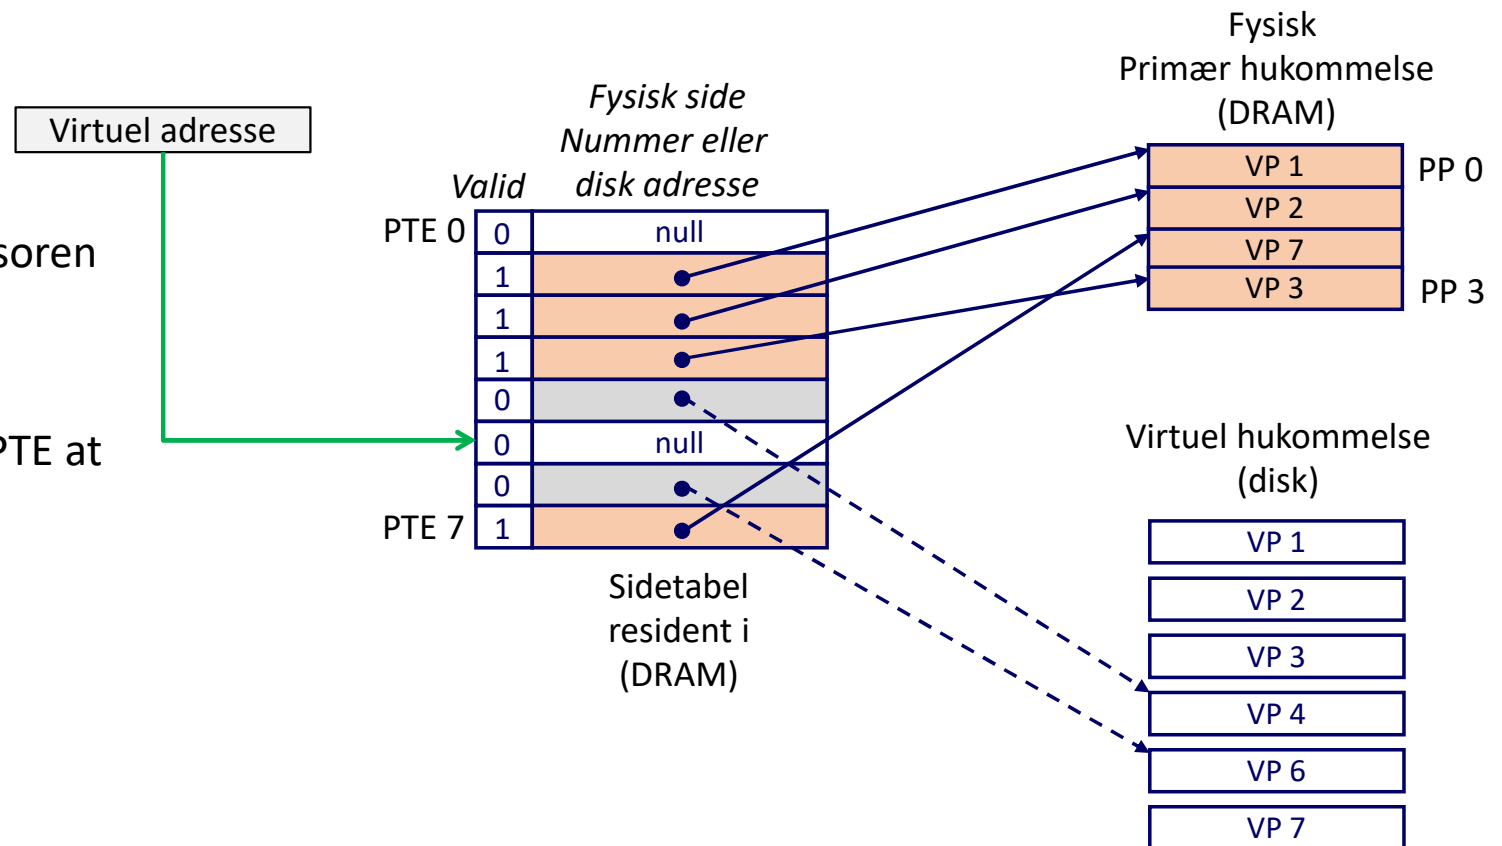 Virtuel adresse
soren
PTE at
Fysisk side
Nummer eller
disk adresse
Valid
PTE 0
0
null
1
1
1
0
0
null
0
PTE 7
1
Sidetabel
resident i
(DRAM)
Fysisk
Primær hukommelse
(DRAM)
VP 1
PP 0
VP 2
VP 7
VP 3
PP 3
Virtuel hukommelse
(disk)
VP 1
VP 2
VP 3
VP 4
VP 6
VP 7